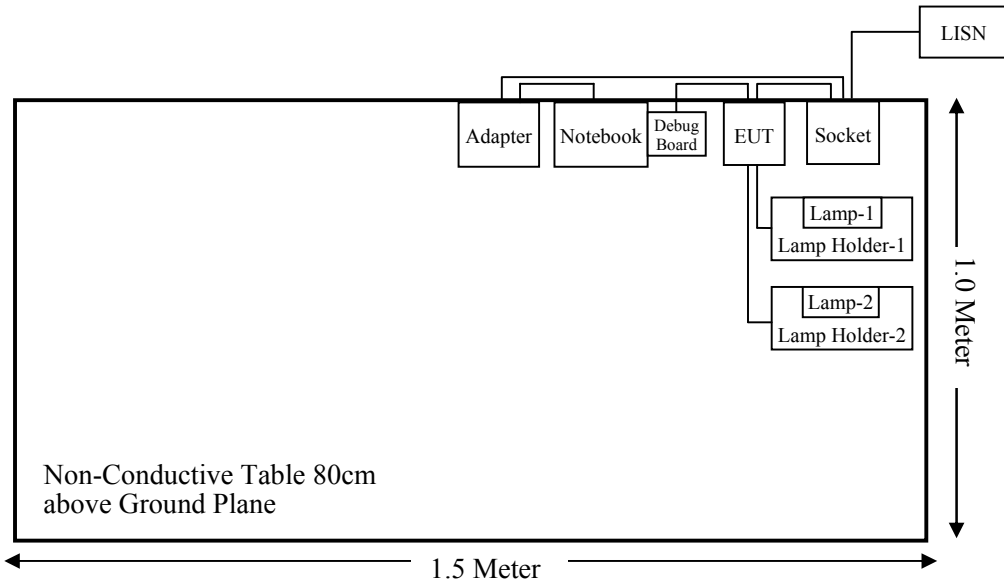 LISN
Adapter
Notebook
Debug
Board
EUT
Socket
Lamp-1
Lamp Holder-1
Lamp-2
Lamp Holder-2
1.0 Meter
Non-Conductive Table 80cm
above Ground Plane
1.5 Meter